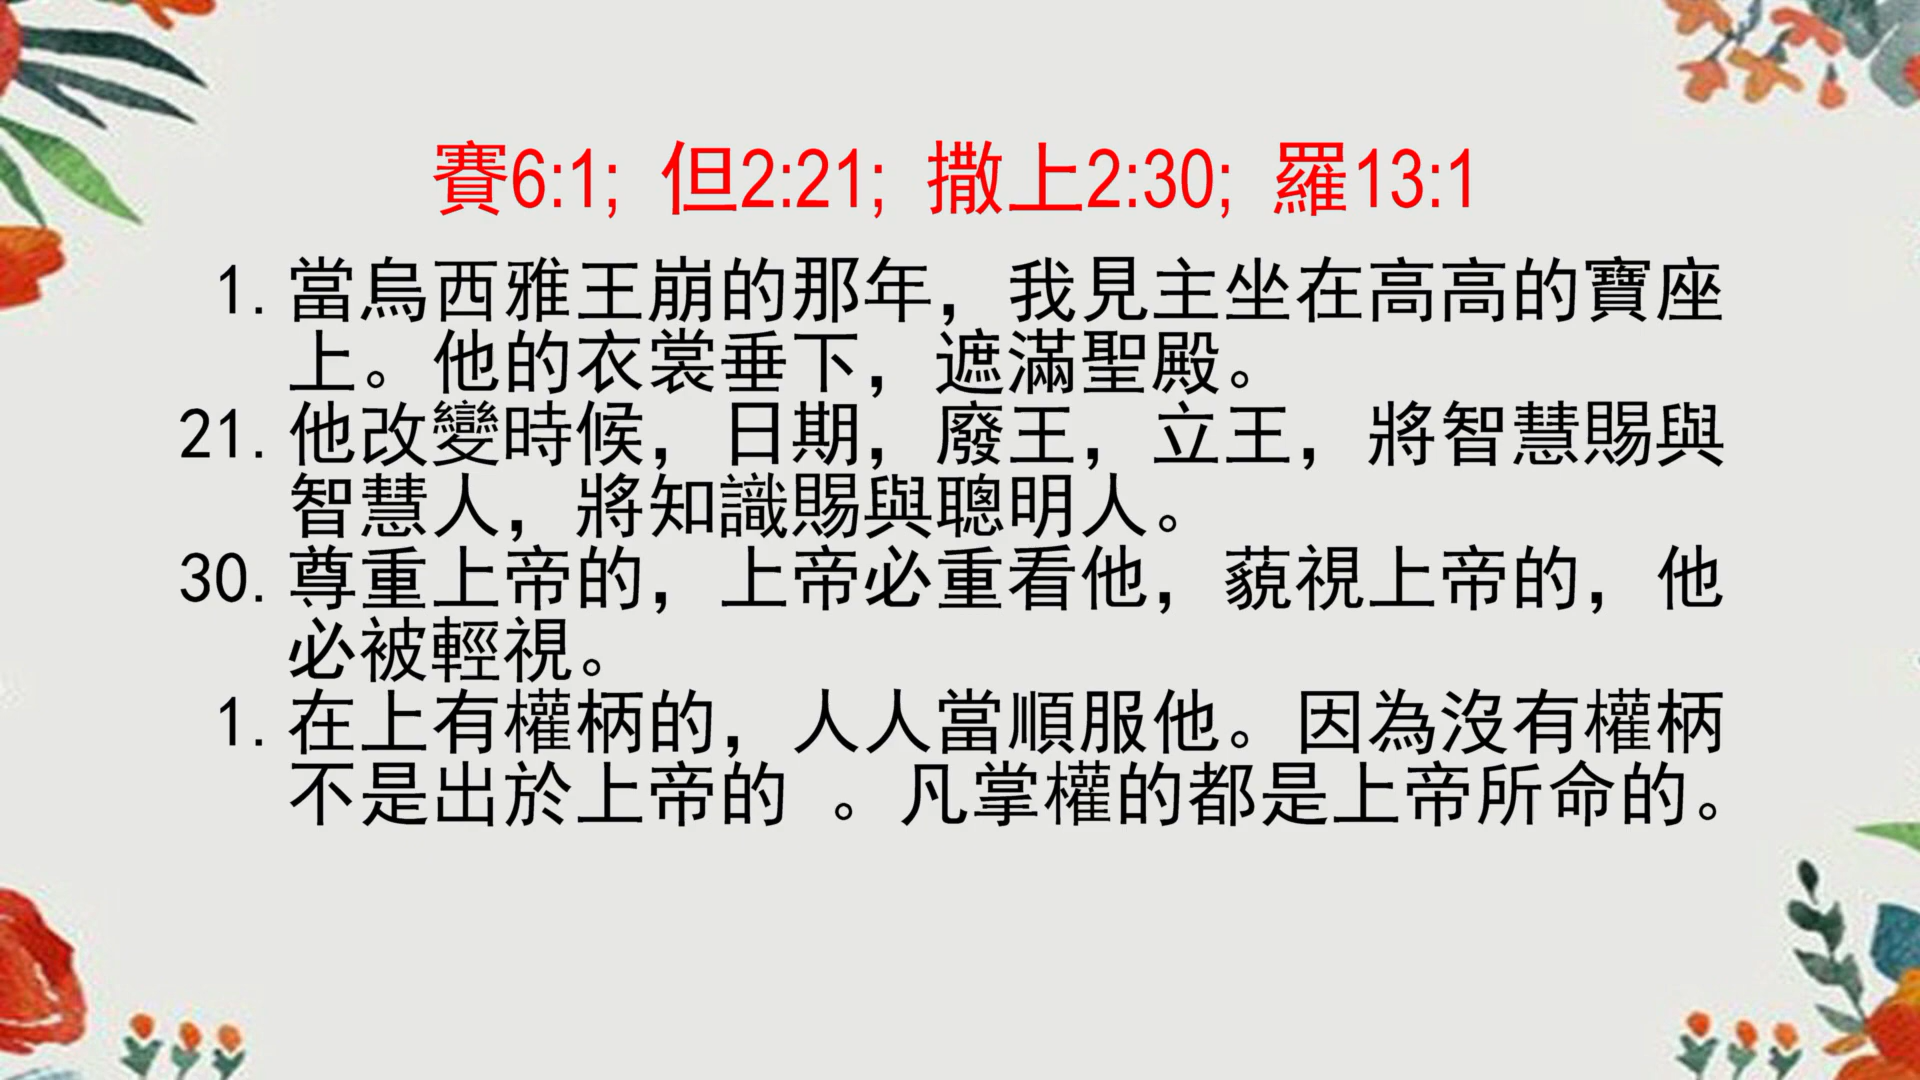 賽6:1; 但2:21; 撒上2:30; 羅13:1
1. 當烏西雅王崩的那年，我見主坐在高高的寶座
上。他的衣裳垂下，遮滿聖殿。
21. 他改變時候，日期，廢王，立王，將智慧賜與
智慧人，將知識賜與聰明人。
30. 尊重上帝的，上帝必重看他，藐視上帝的，他
必被輕視。
1. 在上有權柄的，人人當順服他。因為沒有權柄
不是出於上帝的 。凡掌權的都是上帝所命的。